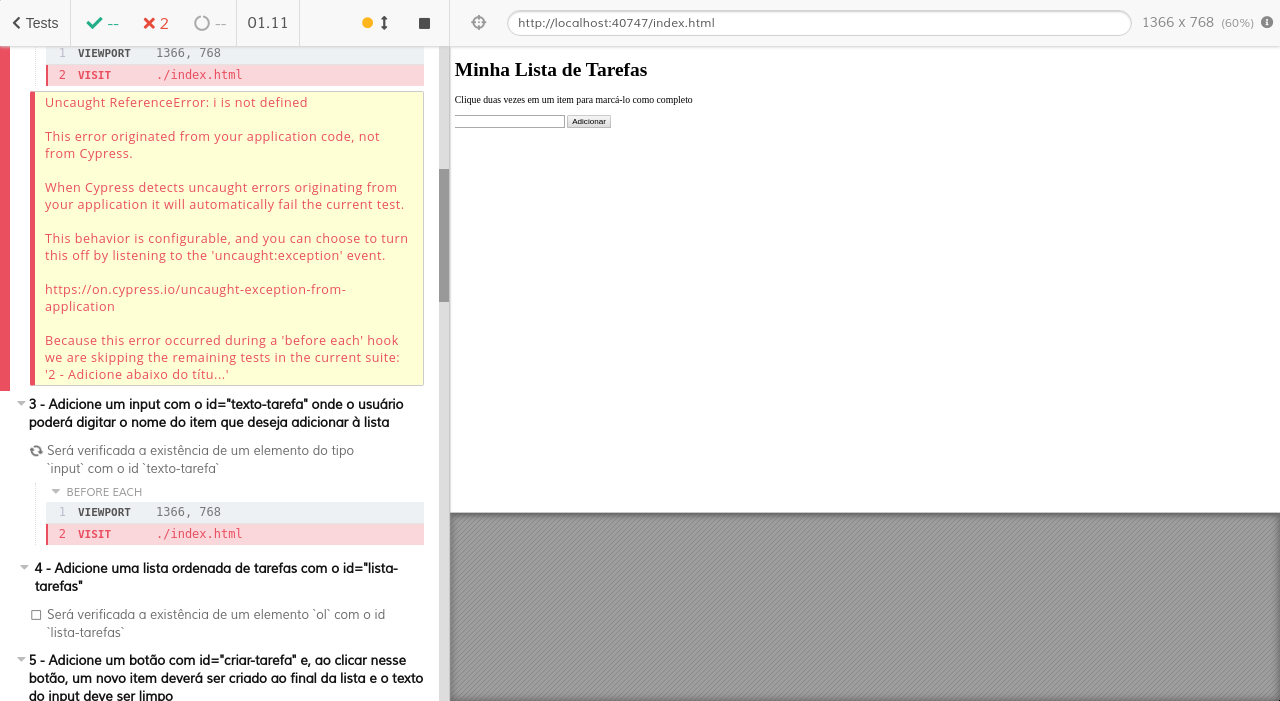 Tests
--
2
--
01.11
http://localhost:40747/index.html
1366 x 768 (60%)
1 VIEWPORT 1366, 768
2 VISIT ./index.html
Uncaught ReferenceError: i is not defined
This error originated from your application code, not
from Cypress.
When Cypress detects uncaught errors originating from
your application it will automatically fail the current test.
This behavior is configurable, and you can choose to turn
this off by listening to the 'uncaught:exception' event.
https://on.cypress.io/uncaught-exception-from-
application
Because this error occurred during a 'before each' hook
we are skipping the remaining tests in the current suite:
'2 - Adicione abaixo do títu...'
3 - Adicione um input com o id="texto-tarefa" onde o usuário
poderá digitar o nome do item que deseja adicionar à lista
Será verificada a existência de um elemento do tipo
`input` com o id `texto-tarefa`
BEFORE EACH
1 VIEWPORT 1366, 768
2 VISIT ./index.html
4 - Adicione uma lista ordenada de tarefas com o id="lista-
tarefas"
Será verificada a existência de um elemento `ol` com o id
`lista-tarefas`
5 - Adicione um botão com id="criar-tarefa" e, ao clicar nesse
botão, um novo item deverá ser criado ao final da lista e o texto
do input deve ser limpo
Minha Lista de Tarefas
Clique duas vezes em um item para marcá-lo como completo
Adicionar